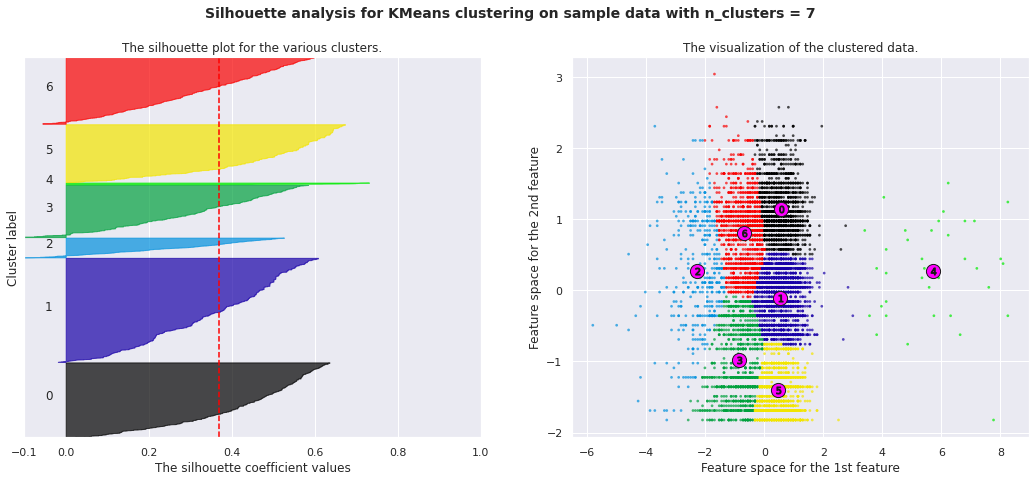 Silhouette analysis for KMeans clustering on sample data with n_clusters = 7
The silhouette plot for the various clusters.
Cluster label
6
5
4
3
2
1
0
−0.1 0.0 0.2 0.4 0.6 0.8 1.0
The silhouette coefficient values
The visualization of the clustered data.
Feature space for the 2nd feature
3
2
1
0
−1
−2
0
6
2
4
1
3
5
−6 −4 −2 0 2 4 6 8
Feature space for the 1st feature